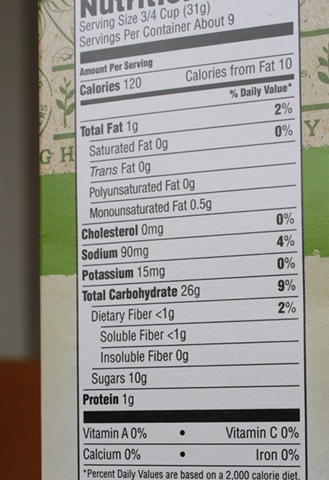 Serving Size 3/4 Cup (31g)
Servings Per Container About 9
Amount Per Serving
Calories 120 Calories from Fat 10
% Daily Value*
Total Fat 1g 2%
Saturated Fat 0g 0%
Trans Fat 0g
Polyunsaturated Fat 0g
Monounsaturated Fat 0.5g
Cholesterol 0mg 0%
Sodium 90mg 4%
Potassium 15mg 0%
Total Carbohydrate 26g 9%
Dietary Fiber <1g 2%
Soluble Fiber <1g
Insoluble Fiber 0g
Sugars 10g
Protein 1g
Vitamin A 0% • Vitamin C 0%
Calcium 0% • Iron 0%
*Percent Daily Values are based on a 2,000 calorie diet.